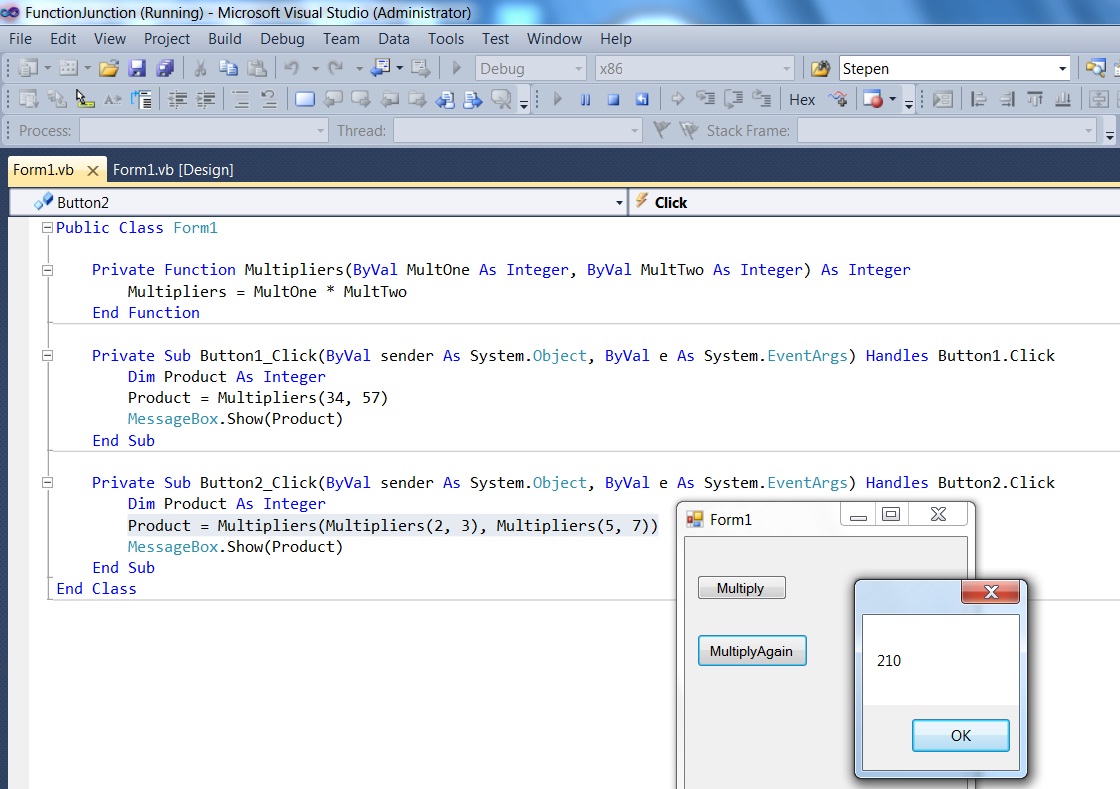 FunctionJunction (Running) - Microsoft Visual Studio (Administrator)
File Edit View Project Build Debug Team Data Tools Test Window Help
Debug x86 Stepen
Hex
Process: Thread: Stack Frame:
Form1.vb Form1.vb [Design]
Button2 Click
Public Class Form1
Private Function Multipliers(ByVal MultOne As Integer, ByVal MultTwo As Integer) As Integer
Multipliers = MultOne * MultTwo
End Function
Private Sub Button1_Click(ByVal sender As System.Object, ByVal e As System.EventArgs) Handles Button1.Click
Dim Product As Integer
Product = Multipliers(34, 57)
MessageBox.Show(Product)
End Sub
Private Sub Button2_Click(ByVal sender As System.Object, ByVal e As System.EventArgs) Handles Button2.Click
Dim Product As Integer
Product = Multipliers(Multipliers(2, 3), Multipliers(5, 7))
MessageBox.Show(Product)
End Sub
End Class
Form1
Multiply
MultiplyAgain
210
OK